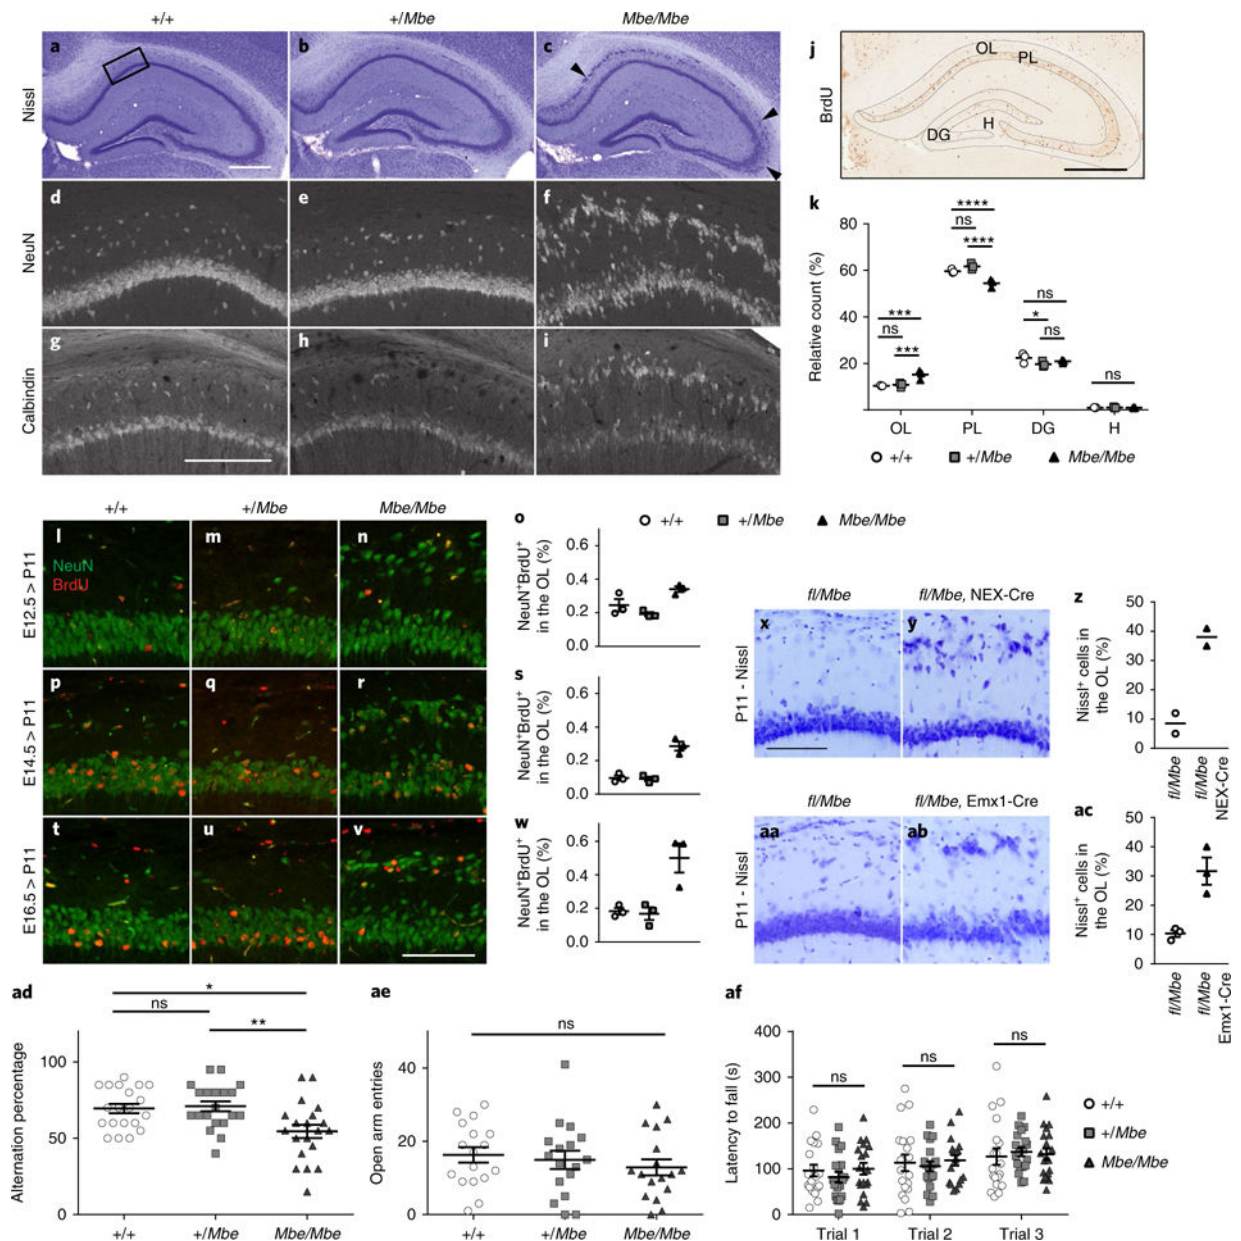 +/+ +/Mbe Mbe/Mbe
a b c
Nissl
d e f
NeuN
g h i
Calbindin
j
BrdU
OL
PL
H
DG
k
****
ns
****
***
ns
***
ns
*
ns
ns
80
60
40
20
Relative count (%)
OL PL DG H
+/+ +/Mbe Mbe/Mbe
+/+ +/Mbe Mbe/Mbe
l m n
NeuN
BrdU
E12.5 > P11
p q r
E14.5 > P11
t u v
E16.5 > P11
o
+/+ +/Mbe Mbe/Mbe
NeuN+BrdU+
in the OL (%)
0.6
0.4
0.2
0.0
s
NeuN+BrdU+
in the OL (%)
0.6
0.4
0.2
0.0
w
NeuN+BrdU+
in the OL (%)
0.6
0.4
0.2
0.0
fl/Mbe fl/Mbe, NEX-Cre
x y
P11 - Nissl
z
Nissl+ cells in
the OL (%)
50
40
30
20
10
0
fl/Mbe
fl/Mbe
NEX-Cre
fl/Mbe fl/Mbe, Emx1-Cre
aa ab
P11 - Nissl
ac
Nissl+ cells in
the OL (%)
50
40
30
20
10
0
fl/Mbe
fl/Mbe
Emx1-Cre
ad
*
ns
**
Alternation percentage
100
50
0
+/+ +/Mbe Mbe/Mbe
ae
ns
Open arm entries
40
20
0
+/+ +/Mbe Mbe/Mbe
af
ns
ns
ns
Latency to fall (s)
400
300
200
100
0
Trial 1 Trial 2 Trial 3
+/+
+/Mbe
Mbe/Mbe